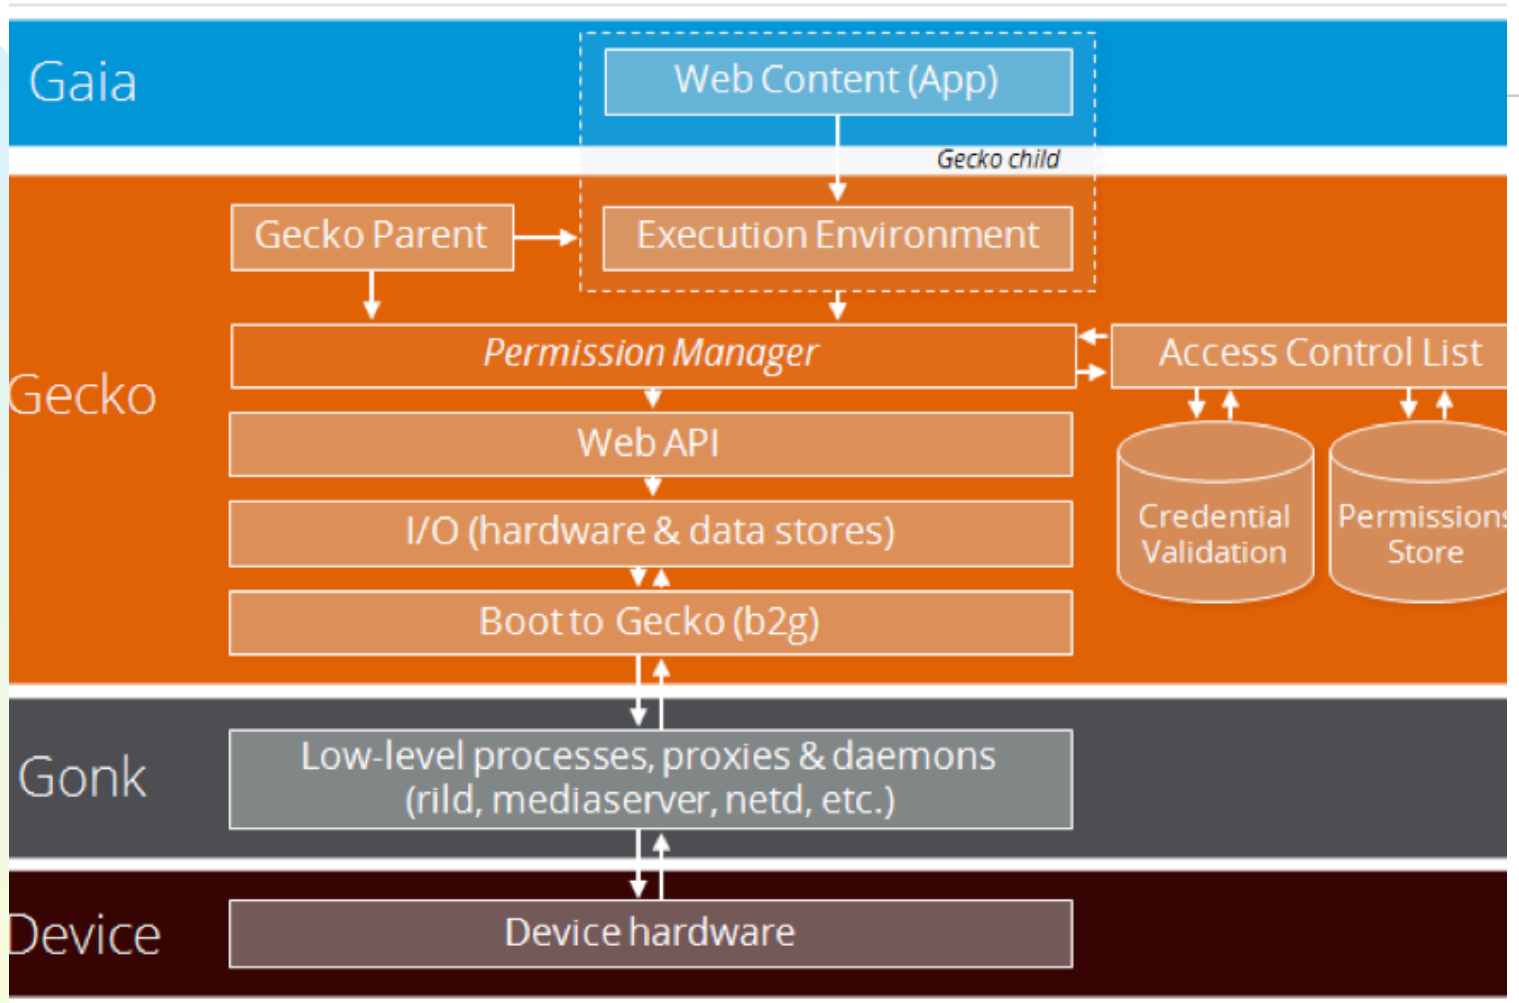 Gaia
Web Content (App)
Gecko child
Gecko Parent
Execution Environment
Permission Manager
Access Control List
Gecko
Web API
I/O (hardware & data stores)
Credential
Validation
Permissions
Store
Boot to Gecko (b2g)
Gonk
Low-level processes, proxies & daemons
(rild, mediaserver, netd, etc.)
Device
Device hardware